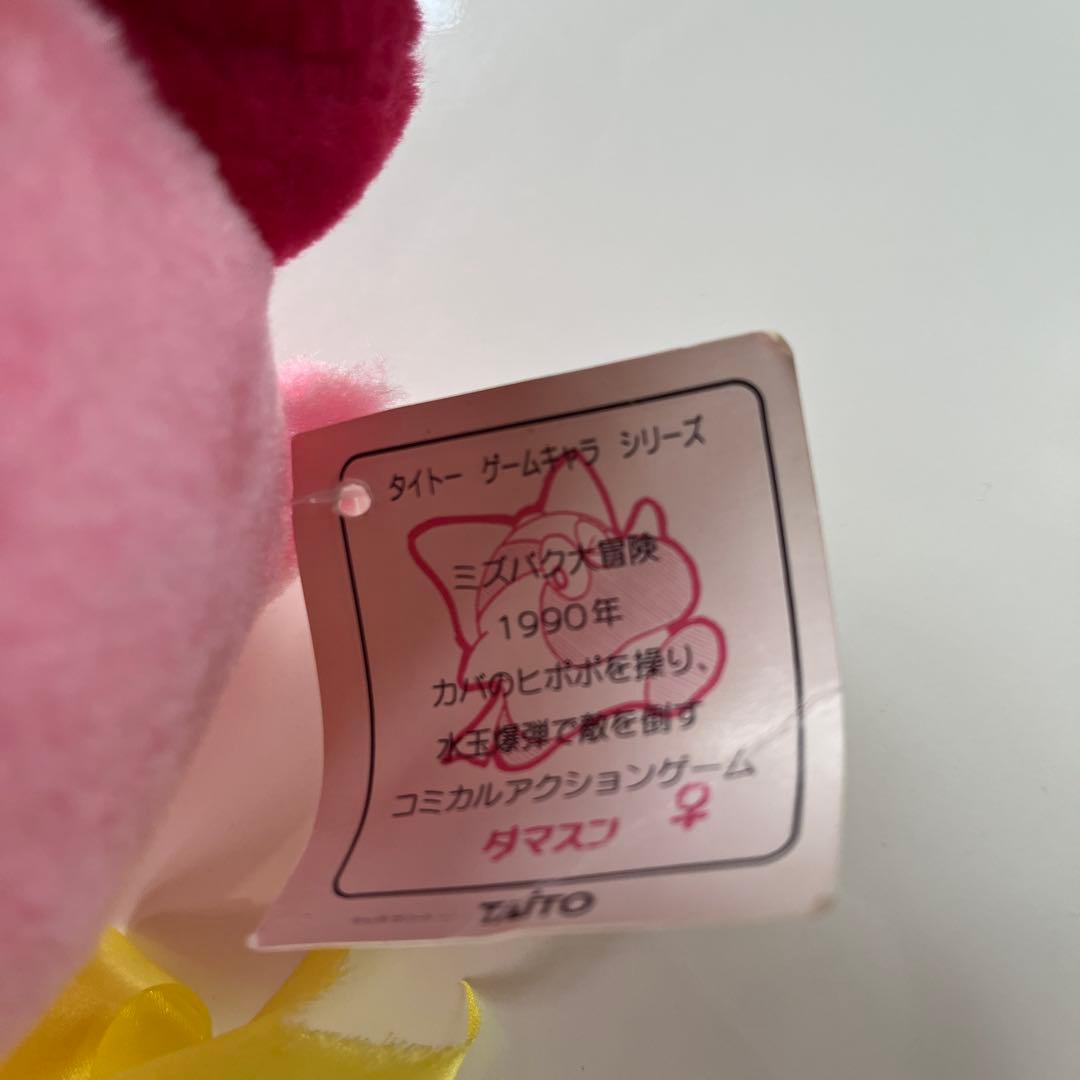 タイトー ゲームキャラ シリーズ
ミズバク大冒険
1990年
カバのヒポポを操り、
水玉爆弾で敵を倒す
コミカルアクションゲーム
ダマスン ♀
TAITO